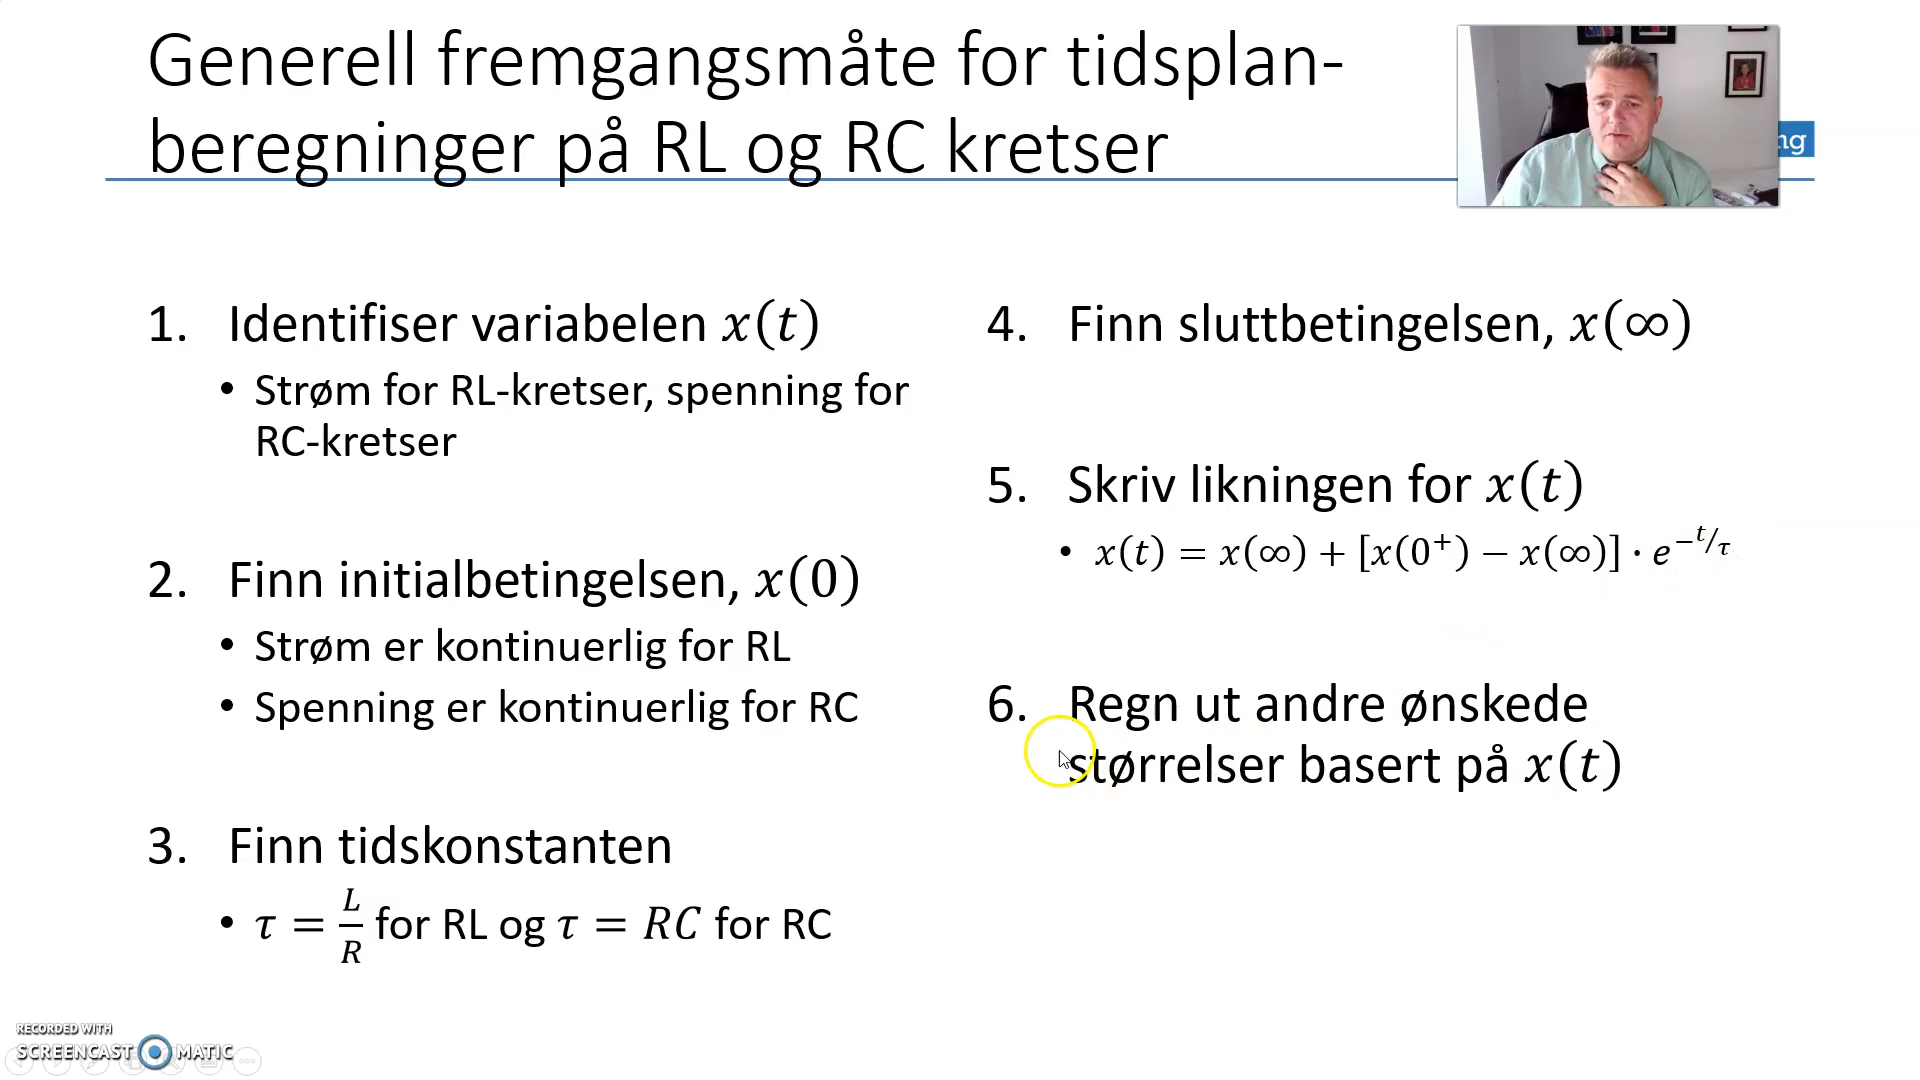 Generell fremgangsmåte for tidsplan-
beregninger på RL og RC kretser
ng
1. Identifiser variabelen x(t)
• Strøm for RL-kretser, spenning for
RC-kretser
2. Finn initialbetingelsen, x(0)
• Strøm er kontinuerlig for RL
• Spenning er kontinuerlig for RC
3. Finn tidskonstanten
• τ = L/R for RL og τ = RC for RC
4. Finn sluttbetingelsen, x(∞)
5. Skriv likningen for x(t)
• x(t) = x(∞) + [x(0⁺) − x(∞)] · e^(−t/τ)
6. Regn ut andre ønskede
størrelser basert på x(t)
RECORDED WITH
SCREENCAST MATIC